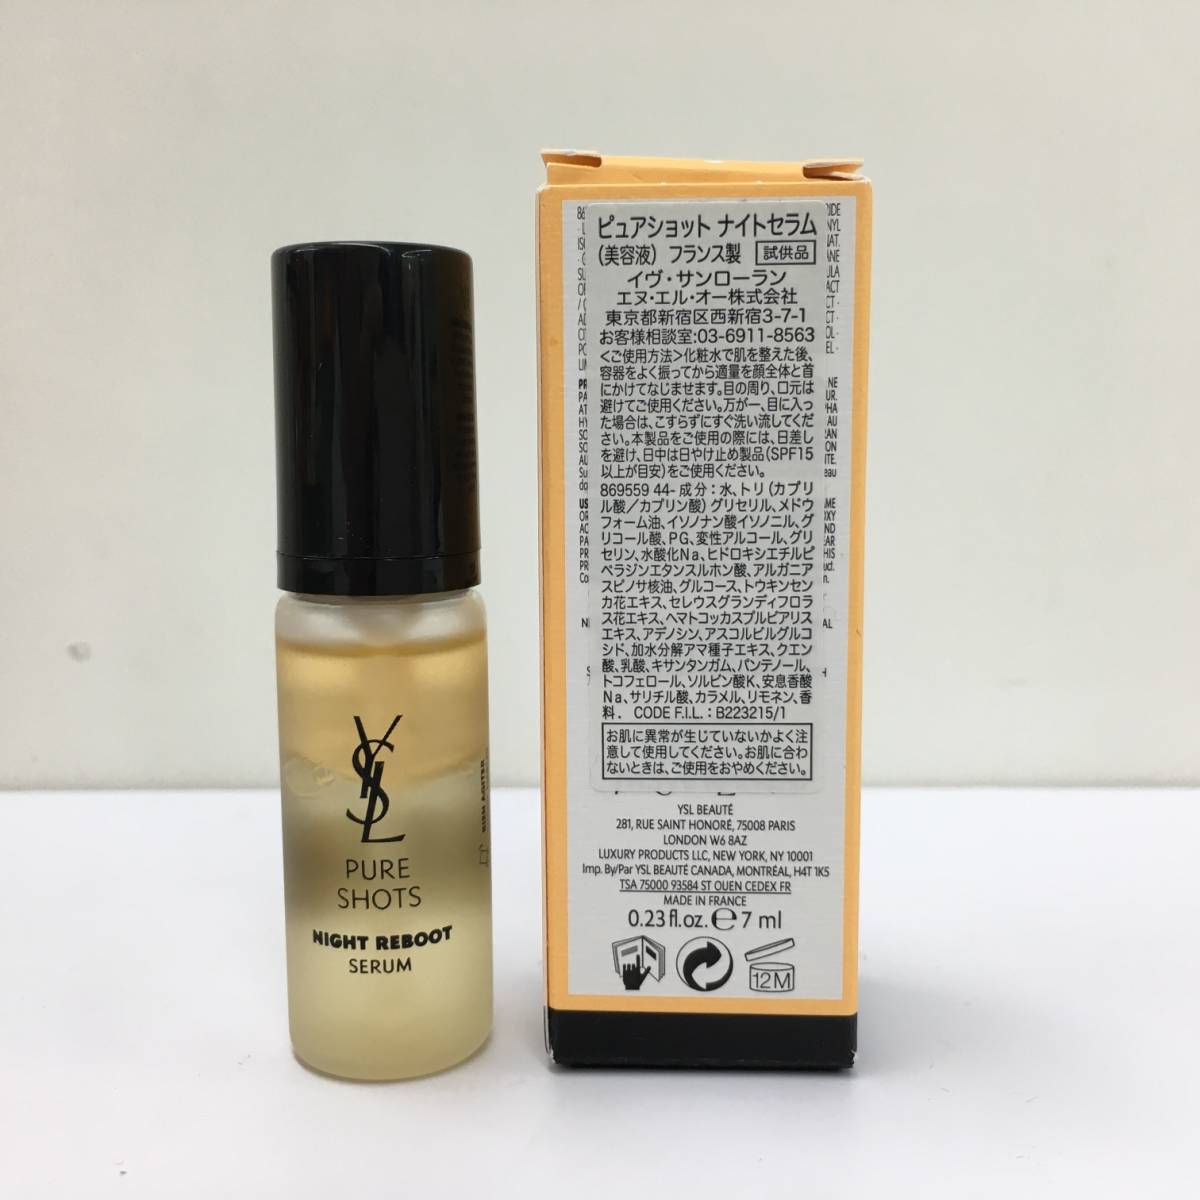 YSL
PURE
SHOTS
NIGHT REBOOT
SERUM
BIEN AGITER
ピュアショット ナイトセラム
(美容液) フランス製 試供品
イヴ・サンローラン
エヌ・エル・オー株式会社
東京都新宿区西新宿3-7-1
お客様相談室:03-6911-8563
<ご使用方法>化粧水で肌を整えた後、
容器をよく振ってから適量を顔全体と首
にかけてなじませます。目の周り、口元は
避けてご使用ください。万が一、目に入っ
た場合は、こすらずにすぐ洗い流してくだ
さい。本製品をご使用の際には、日差し
を避け、日中は日やけ止め製品(SPF15
以上が目安)をご使用ください。
869559 44- 成分：水、トリ(カプリ
ル酸/カプリン酸)グリセリル、メドウ
フォーム油、イソノナン酸イソノニル、グ
リコール酸、PG、変性アルコール、グリ
セリン、水酸化Na、ヒドロキシエチルピ
ペラジンエタンスルホン酸、アルガニア
スピノサ核油、グルコース、トウキンセン
カ花エキス、セレウスグランディフロラ
ス花エキス、ヘマトコッカスプルビアリス
エキス、アデノシン、アスコルビルグルコ
シド、加水分解アマ種子エキス、クエン
酸、乳酸、キサンタンガム、パンテノール、
トコフェロール、ソルビン酸K、安息香酸
Na、サリチル酸、カラメル、リモネン、香
料． CODE F.I.L. : B223215/1
お肌に異常が生じていないかよく注
意して使用してください。お肌に合わ
ないときは、ご使用をおやめください。
YSL BEAUTÉ
281, RUE SAINT HONORÉ, 75008 PARIS
LONDON W6 8AZ
LUXURY PRODUCTS LLC, NEW YORK, NY 10001
Imp. By/Par YSL BEAUTÉ CANADA, MONTRÉAL, H4T 1K5
TSA 75000 93584 ST OUEN CEDEX FR
MADE IN FRANCE
0.23 fl.oz. ℮ 7 ml
12M